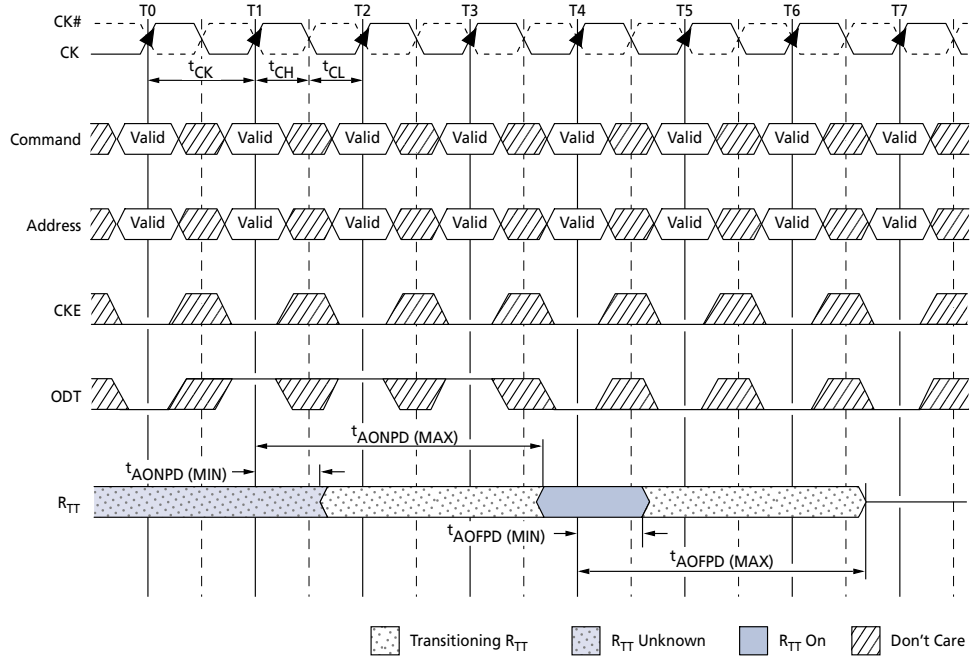 T0 T1 T2 T3 T4 T5 T6 T7
CK#
CK
tCK tCH tCL
Command Valid Valid Valid Valid Valid Valid Valid Valid
Address Valid Valid Valid Valid Valid Valid Valid Valid
CKE
ODT
tAONPD (MAX)
tAONPD (MIN)
RTT
tAOFPD (MIN)
tAOFPD (MAX)
Transitioning RTT RTT Unknown RTT On Don't Care